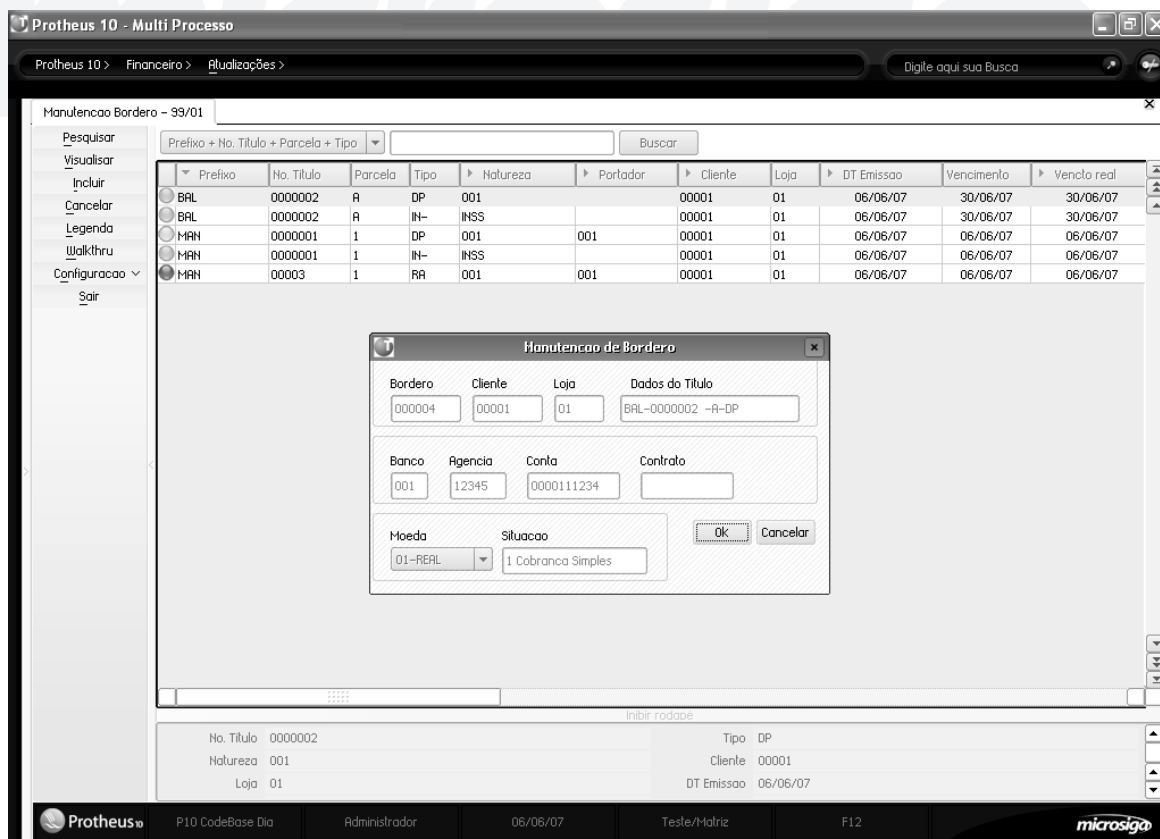 Protheus 10 - Multi Processo
Protheus 10 > Financeiro > Atualizações >
Digite aqui sua Busca
Manutencao Bordero - 99/01
Pesquisar
Visualisar
Incluir
Cancelar
Legenda
Walkthru
Configuracao
Sair
Prefixo + No. Titulo + Parcela + Tipo Buscar
Prefixo No. Titulo Parcela Tipo Natureza Portador Cliente Loja DT Emissao Vencimento Vencto real
BAL 0000002 A DP 001 00001 01 06/06/07 30/06/07 30/06/07
BAL 0000002 A IN- INSS 00001 01 06/06/07 30/06/07 30/06/07
MAN 0000001 1 DP 001 001 00001 01 06/06/07 06/06/07 06/06/07
MAN 0000001 1 IN- INSS 00001 01 06/06/07 06/06/07 06/06/07
MAN 00003 1 RA 001 001 00001 01 06/06/07 06/06/07 06/06/07
Manutencao de Bordero
Bordero Cliente Loja Dados do Titulo
000004 00001 01 BAL-0000002 -A-DP
Banco Agencia Conta Contrato
001 12345 0000111234
Moeda Situacao
01-REAL 1 Cobranca Simples
Ok Cancelar
Inibir rodapé
No. Titulo 0000002 Tipo DP
Natureza 001 Cliente 00001
Loja 01 DT Emissao 06/06/07
Protheus 10 P10 CodeBase Dia Administrador 06/06/07 Teste/Matriz F12 microsiga